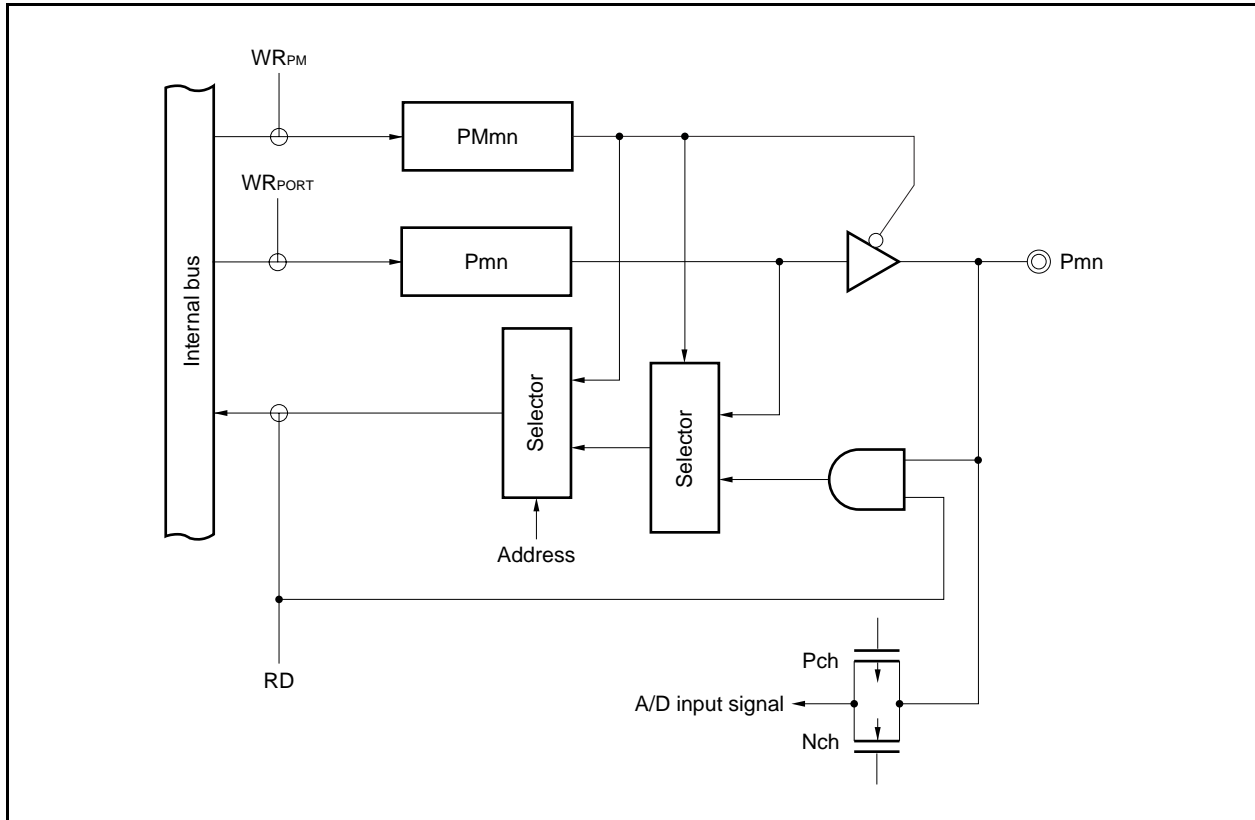 WRPM
PMmn
WRPORT
Pmn
Pmn
Internal bus
Selector
Selector
Address
RD
Pch
A/D input signal
Nch